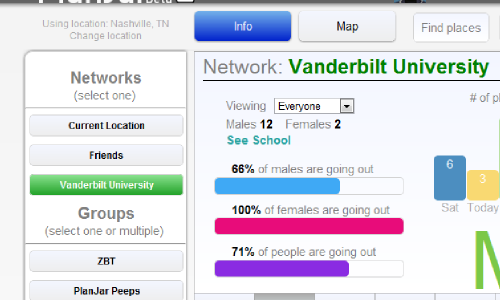 PlanJar Beta
Using location: Nashville, TN
Change location
Info
Map
Find places
Networks
(select one)
Current Location
Friends
Vanderbilt University
Groups
(select one or multiple)
ZBT
PlanJar Peeps
Network: Vanderbilt University
Viewing Everyone
Males 12 Females 2
See School
66% of males are going out
100% of females are going out
71% of people are going out
# of pl
6
3
Sat Today